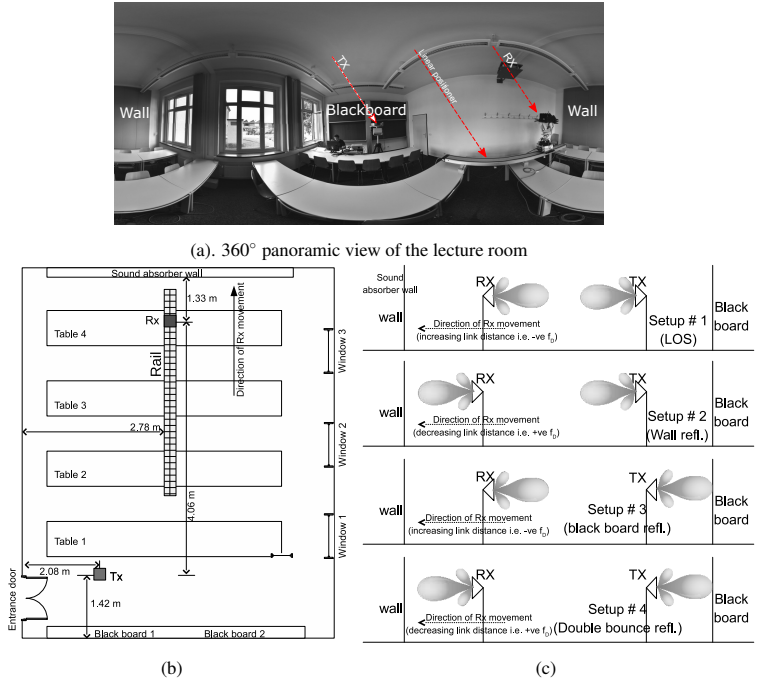 Wall
TX
Blackboard
Linear positioner
RX
Wall
(a). 360° panoramic view of the lecture room
Sound absorber wall
1.33 m
Rx
Table 4
Rail
Direction of Rx movement
Window 3
Table 3
2.78 m
Window 2
Table 2
4.06 m
Window 1
Table 1
2.08 m
Tx
Entrance door
1.42 m
Black board 1
Black board 2
(b)
Sound
absorber wall
wall
RX
Direction of Rx movement
(increasing link distance i.e. -ve f_D)
TX
Setup # 1
(LOS)
Black
board
wall
RX
Direction of Rx movement
(decreasing link distance i.e. +ve f_D)
TX
Setup # 2
(Wall refl.)
Black
board
wall
RX
Direction of Rx movement
(increasing link distance i.e. -ve f_D)
TX
Setup # 3
(black board refl.)
Black
board
wall
RX
Direction of Rx movement
(decreasing link distance i.e. +ve f_D)
TX
Setup # 4
(Double bounce refl.)
Black
board
(c)